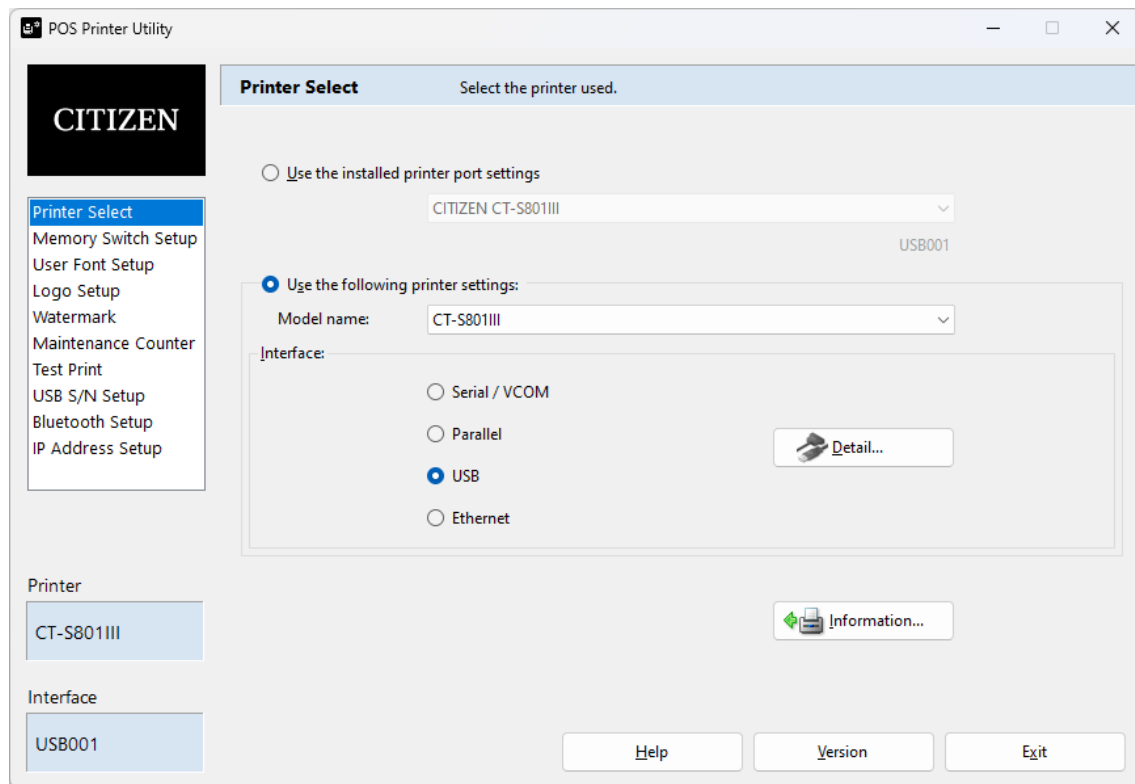 POS Printer Utility
CITIZEN
Printer Select
Memory Switch Setup
User Font Setup
Logo Setup
Watermark
Maintenance Counter
Test Print
USB S/N Setup
Bluetooth Setup
IP Address Setup
Printer
CT-S801III
Interface
USB001
Printer Select Select the printer used.
Use the installed printer port settings
CITIZEN CT-S801III
USB001
Use the following printer settings:
Model name: CT-S801III
Interface:
Serial / VCOM
Parallel
USB
Ethernet
Detail...
Information...
Help Version Exit